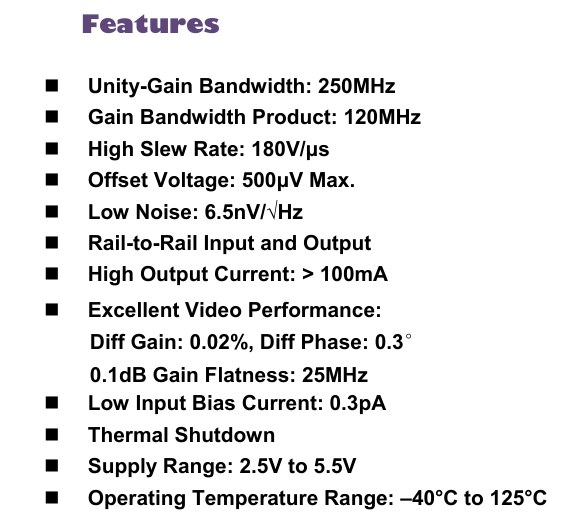 Features
■ Unity-Gain Bandwidth: 250MHz
■ Gain Bandwidth Product: 120MHz
■ High Slew Rate: 180V/μs
■ Offset Voltage: 500μV Max.
■ Low Noise: 6.5nV/√Hz
■ Rail-to-Rail Input and Output
■ High Output Current: > 100mA
■ Excellent Video Performance:
Diff Gain: 0.02%, Diff Phase: 0.3°
0.1dB Gain Flatness: 25MHz
■ Low Input Bias Current: 0.3pA
■ Thermal Shutdown
■ Supply Range: 2.5V to 5.5V
■ Operating Temperature Range: –40°C to 125°C